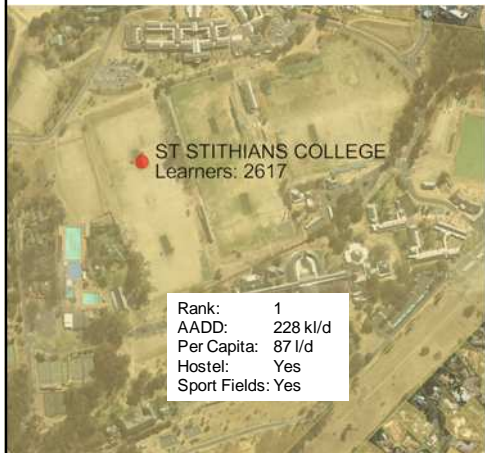 ST STITHIANS COLLEGE
Learners: 2617
Rank: 1
AADD: 228 kl/d
Per Capita: 87 l/d
Hostel: Yes
Sport Fields: Yes